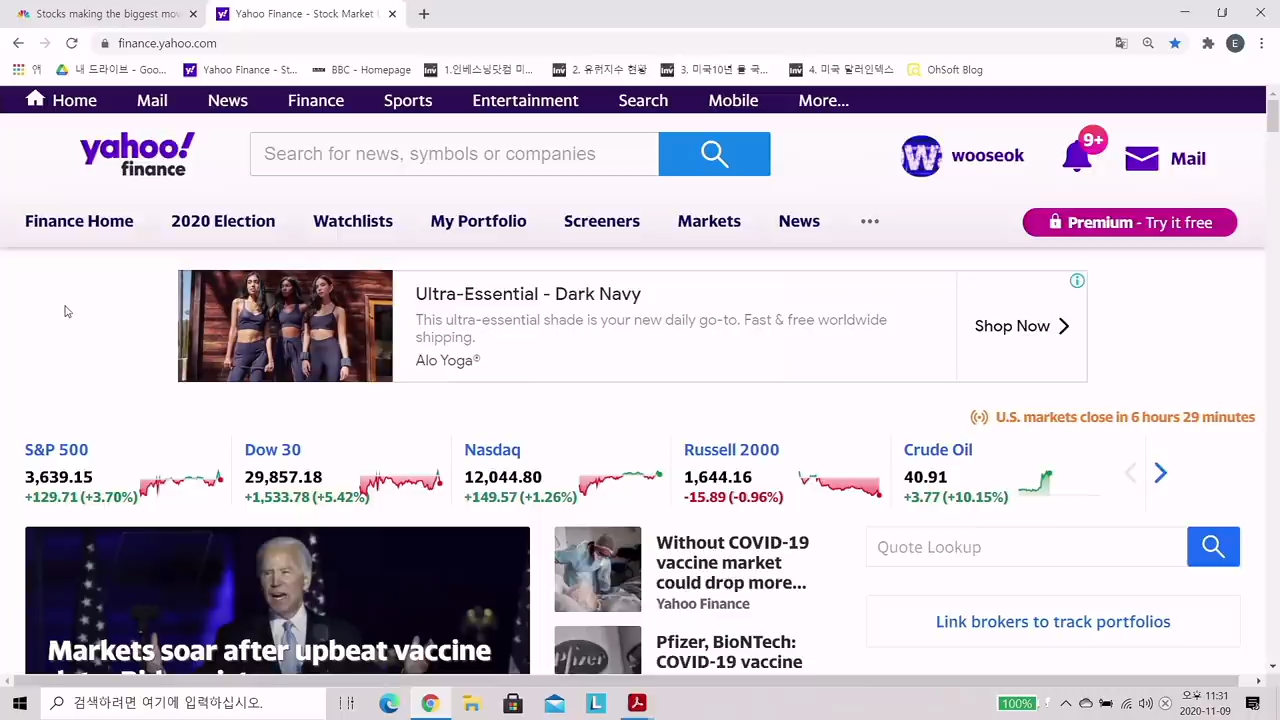 Stocks making the biggest mov
Yahoo Finance - Stock Market
finance.yahoo.com
E
앱
내 드라이브 - Goo...
Yahoo Finance - St...
BBC - Homepage
Inv 1.인베스팅닷컴 미...
Inv 2. 유럽지수 현황
Inv 3. 미국10년 물 국...
Inv 4. 미국 달러인덱스
OhSoft Blog
Home Mail News Finance Sports Entertainment Search Mobile More...
yahoo!
finance
Search for news, symbols or companies
W wooseok
9+
Mail
Finance Home 2020 Election Watchlists My Portfolio Screeners Markets News
Premium - Try it free
Ultra-Essential - Dark Navy
This ultra-essential shade is your new daily go-to. Fast & free worldwide
shipping.
Alo Yoga®
Shop Now
U.S. markets close in 6 hours 29 minutes
S&P 500
3,639.15
+129.71 (+3.70%)
Dow 30
29,857.18
+1,533.78 (+5.42%)
Nasdaq
12,044.80
+149.57 (+1.26%)
Russell 2000
1,644.16
-15.89 (-0.96%)
Crude Oil
40.91
+3.77 (+10.15%)
Markets soar after upbeat vaccine
Without COVID-19
vaccine market
could drop more...
Yahoo Finance
Pfizer
Pfizer, BioNTech:
COVID-19 vaccine
Quote Lookup
Link brokers to track portfolios
검색하려면 여기에 입력하십시오.
L
100%
오후 11:31
2020-11-09